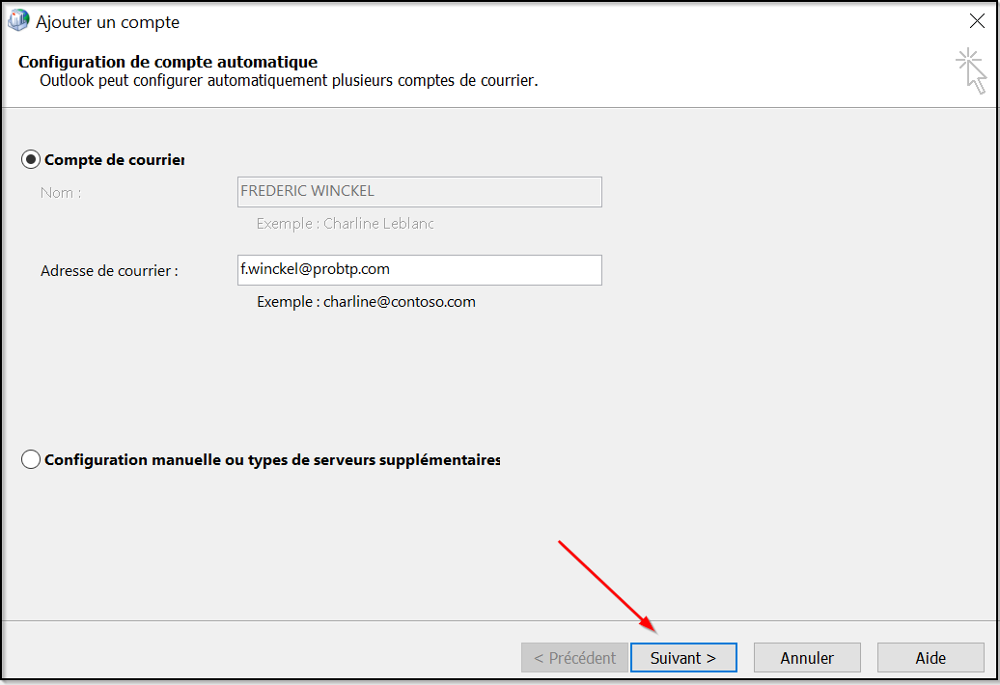 Ajouter un compte
Configuration de compte automatique
Outlook peut configurer automatiquement plusieurs comptes de courrier.
Compte de courrier
Nom :
FREDERIC WINCKEL
Exemple : Charline Leblanc
Adresse de courrier :
f.winckel@probtp.com
Exemple : charline@contoso.com
Configuration manuelle ou types de serveurs supplémentaires
< Précédent Suivant > Annuler Aide